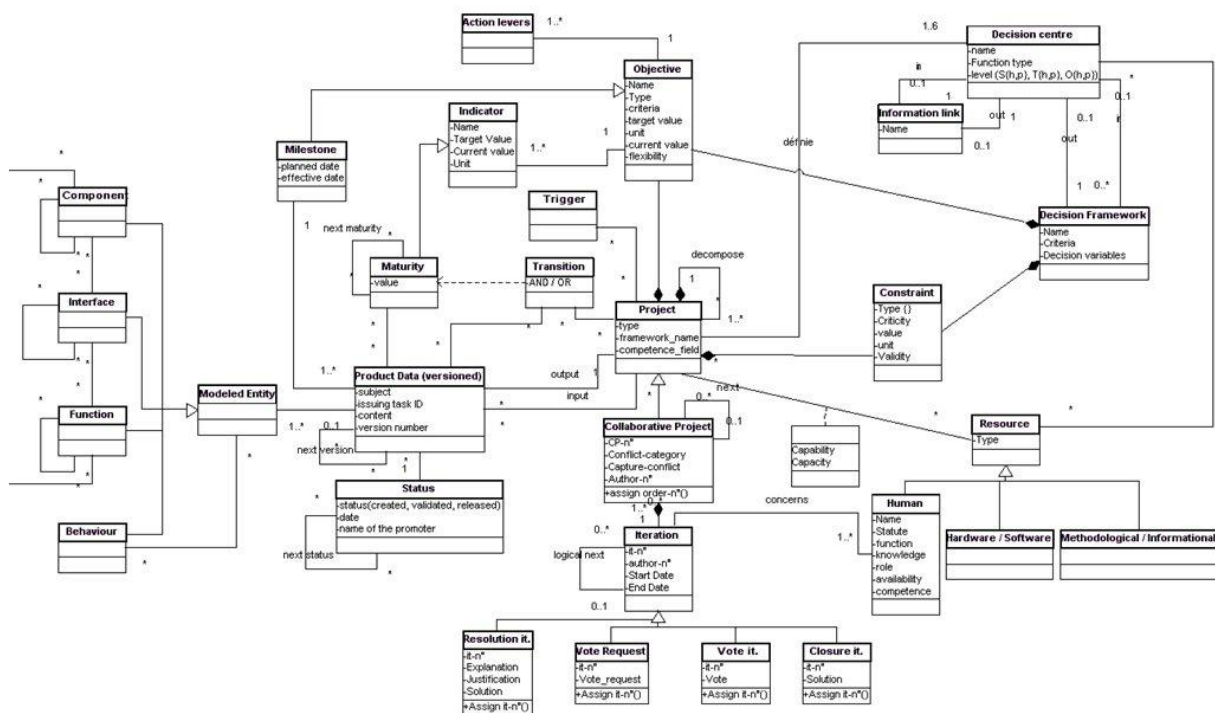 Action levers
1..*
1
Objective
-Name
-Type
-criteria
-target value
-unit
-current value
-flexibility
1..6
Decision centre
-name
-Function type
-level (S(h,p), T(h,p), O(h,p))
in
0..1
1
Information link
-Name
out
1
0..1
0..1
out
*
0..1
in
1
0..*
Indicator
-Name
-Target Value
-Current value
-Unit
1..*
1
définie
Milestone
-planned date
-effective date
1
*
*
Component
*
*
Trigger
*
next maturity
*
*
Maturity
-value
*
Transition
-AND / OR
*
*
decompose
1
*
Project
-type
-framework_name
-competence_field
1..*
*
Decision Framework
-Name
-Criteria
-Decision variables
Constraint
-Type {}
-Criticity
-value
-unit
-Validity
*
Interface
*
*
*
1..*
*
*
output
1
input
*
*
Product Data (versioned)
-subject
-issuing task ID
-content
-version number
Modeled Entity
1..*
0..1
next version
*
*
*
1
Function
*
*
*
*
next
0..*
0..1
*
Collaborative Project
-CP-n°
-Conflict-category
-Capture-conflict
-Author-n°
+assign order-n°()
Capability
Capacity
*
*
Resource
-Type
Status
-status(created, validated, released)
-date
-name of the promoter
*
next status
*
Behaviour
*
concerns
1..*
0..*
1
0..*
1..*
Iteration
-it-n°
-author-n°
-Start Date
-End Date
logical next
0..1
Human
-Name
-Statute
-function
-knowledge
-role
-availability
-competence
Hardware / Software
Methodological / Informational
Resolution it.
-it-n°
-Explanation
-Justification
-Solution
+Assign it-n°()
Vote Request
-it-n°
-Vote_request
+Assign it-n°()
Vote it.
-it-n°
-Vote
+Assign it-n°()
Closure it.
-it-n°
-Solution
+Assign it-n°()